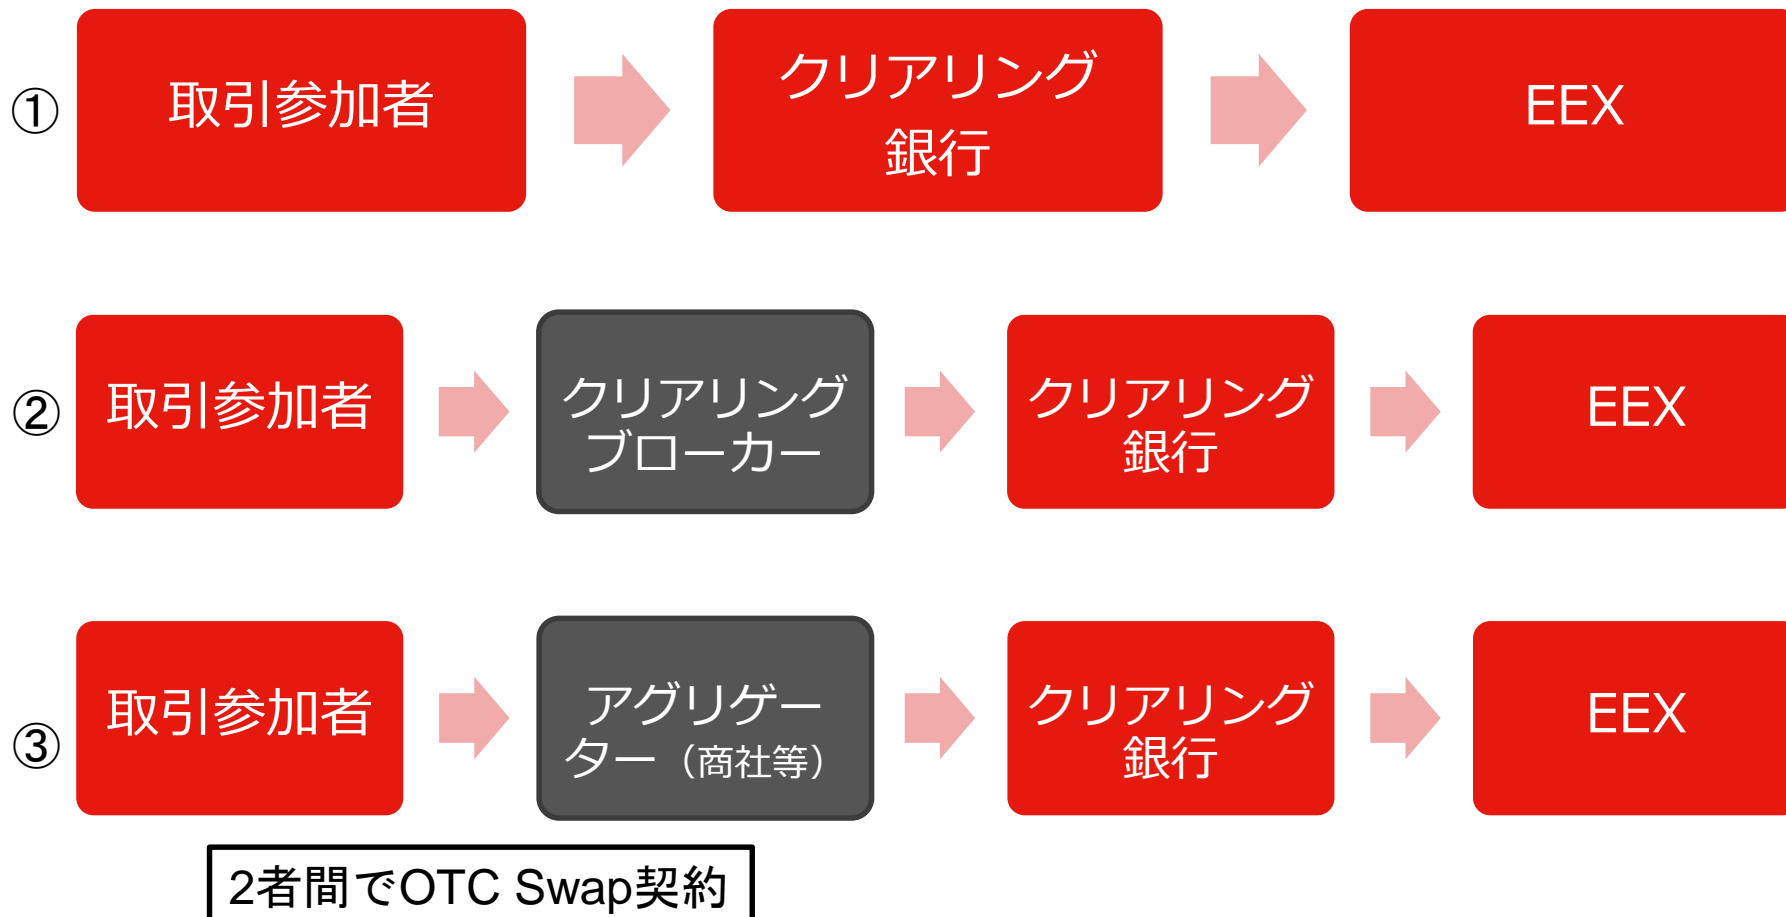 ①
取引参加者
クリアリング
銀行
EEX
②
取引参加者
クリアリング
ブローカー
クリアリング
銀行
EEX
③
取引参加者
アグリゲー
ター（商社等）
クリアリング
銀行
EEX
2者間でOTC Swap契約